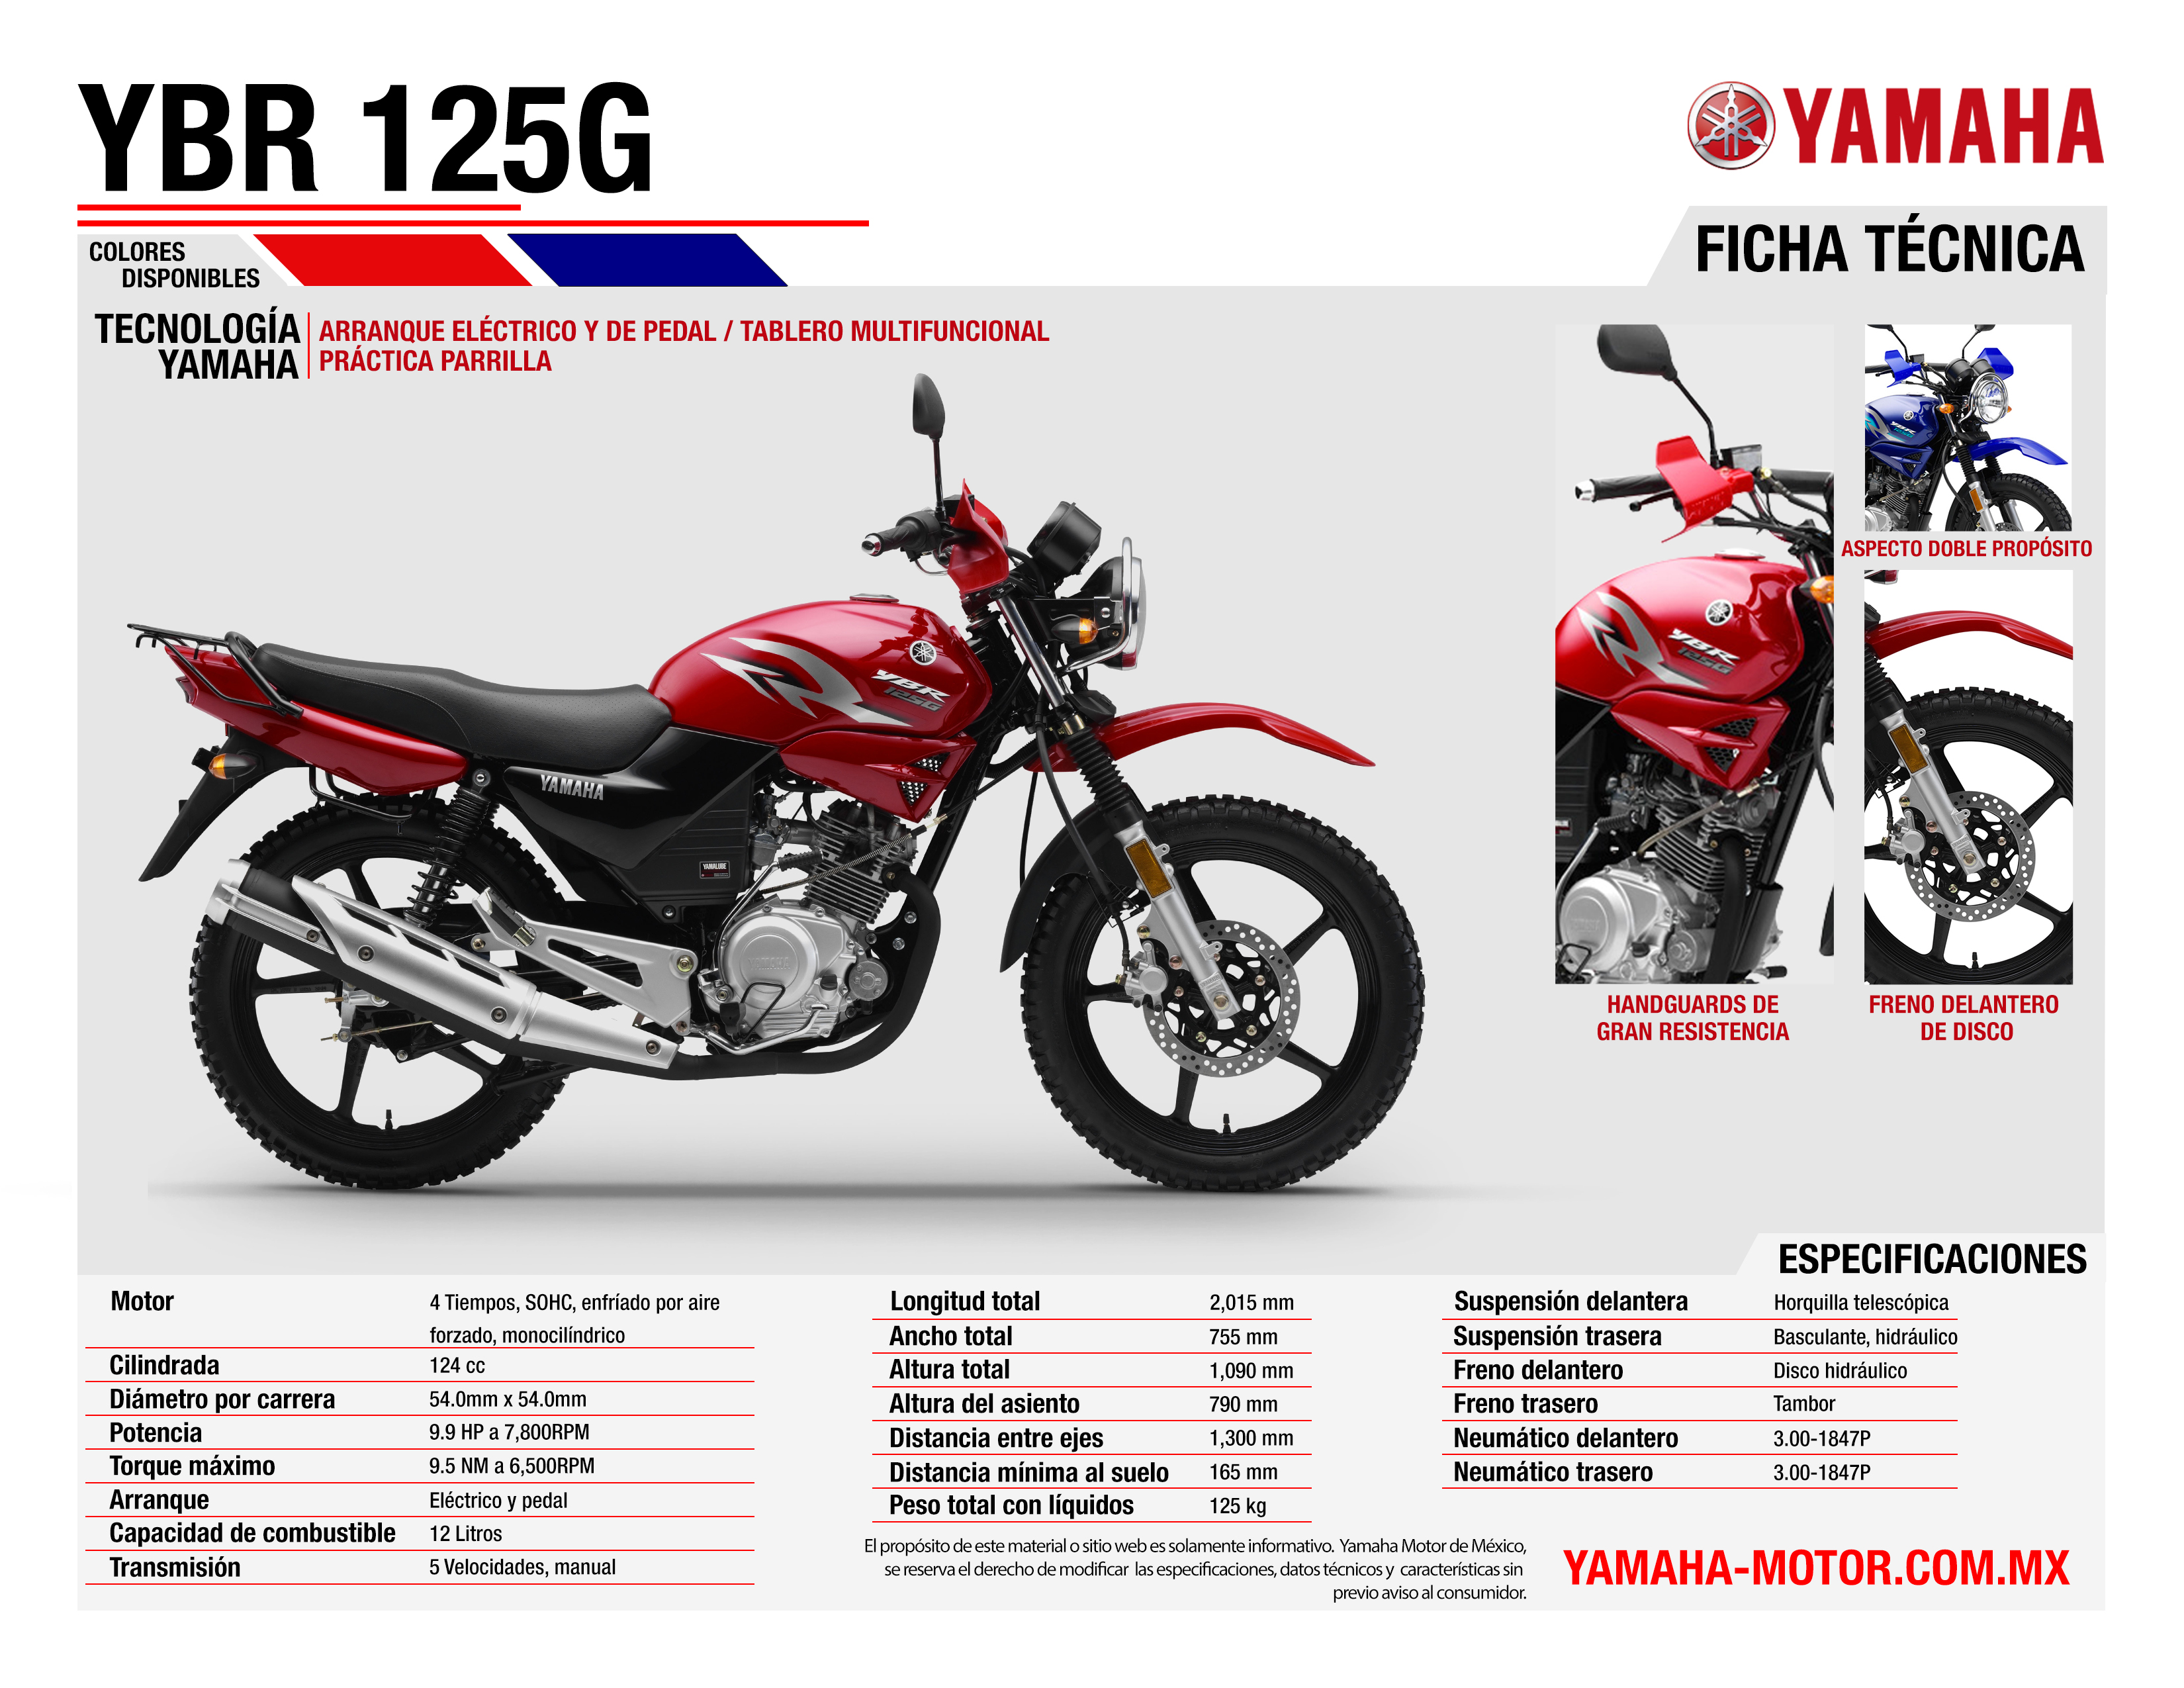 YBR 125G
YAMAHA
COLORES
DISPONIBLES
FICHA TÉCNICA
TECNOLOGÍA
YAMAHA
ARRANQUE ELÉCTRICO Y DE PEDAL / TABLERO MULTIFUNCIONAL
PRÁCTICA PARRILLA
YBR
125G
YAMAHA
YAMALUBE
YAMAHA
YBR
125G
YBR
ASPECTO DOBLE PROPÓSITO
HANDGUARDS DE
GRAN RESISTENCIA
FRENO DELANTERO
DE DISCO
ESPECIFICACIONES
Motor 4 Tiempos, SOHC, enfríado por aire
forzado, monocilíndrico
Cilindrada 124 cc
Diámetro por carrera 54.0mm x 54.0mm
Potencia 9.9 HP a 7,800RPM
Torque máximo 9.5 NM a 6,500RPM
Arranque Eléctrico y pedal
Capacidad de combustible 12 Litros
Transmisión 5 Velocidades, manual
Longitud total 2,015 mm
Ancho total 755 mm
Altura total 1,090 mm
Altura del asiento 790 mm
Distancia entre ejes 1,300 mm
Distancia mínima al suelo 165 mm
Peso total con líquidos 125 kg
Suspensión delantera Horquilla telescópica
Suspensión trasera Basculante, hidráulico
Freno delantero Disco hidráulico
Freno trasero Tambor
Neumático delantero 3.00-1847P
Neumático trasero 3.00-1847P
El propósito de este material o sitio web es solamente informativo. Yamaha Motor de México,
se reserva el derecho de modificar las especificaciones, datos técnicos y características sin
previo aviso al consumidor.
YAMAHA-MOTOR.COM.MX